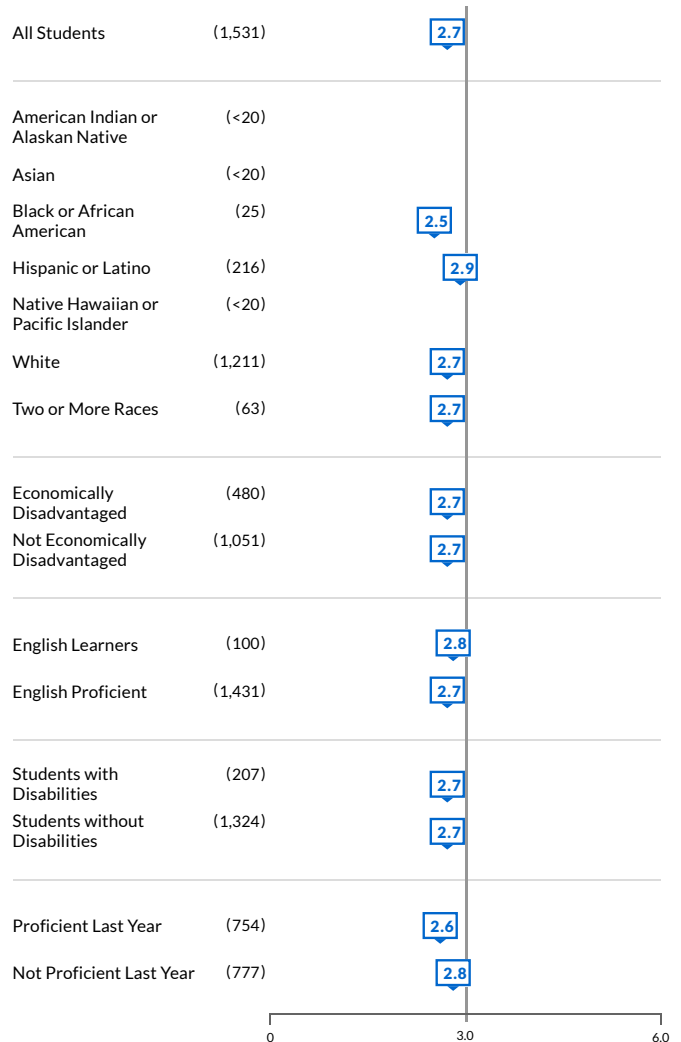 All Students (1,531) 2.7
American Indian or
Alaskan Native (<20)
Asian (<20)
Black or African
American (25) 2.5
Hispanic or Latino (216) 2.9
Native Hawaiian or
Pacific Islander (<20)
White (1,211) 2.7
Two or More Races (63) 2.7
Economically
Disadvantaged (480) 2.7
Not Economically
Disadvantaged (1,051) 2.7
English Learners (100) 2.8
English Proficient (1,431) 2.7
Students with
Disabilities (207) 2.7
Students without
Disabilities (1,324) 2.7
Proficient Last Year (754) 2.6
Not Proficient Last Year (777) 2.8
0 3.0 6.0